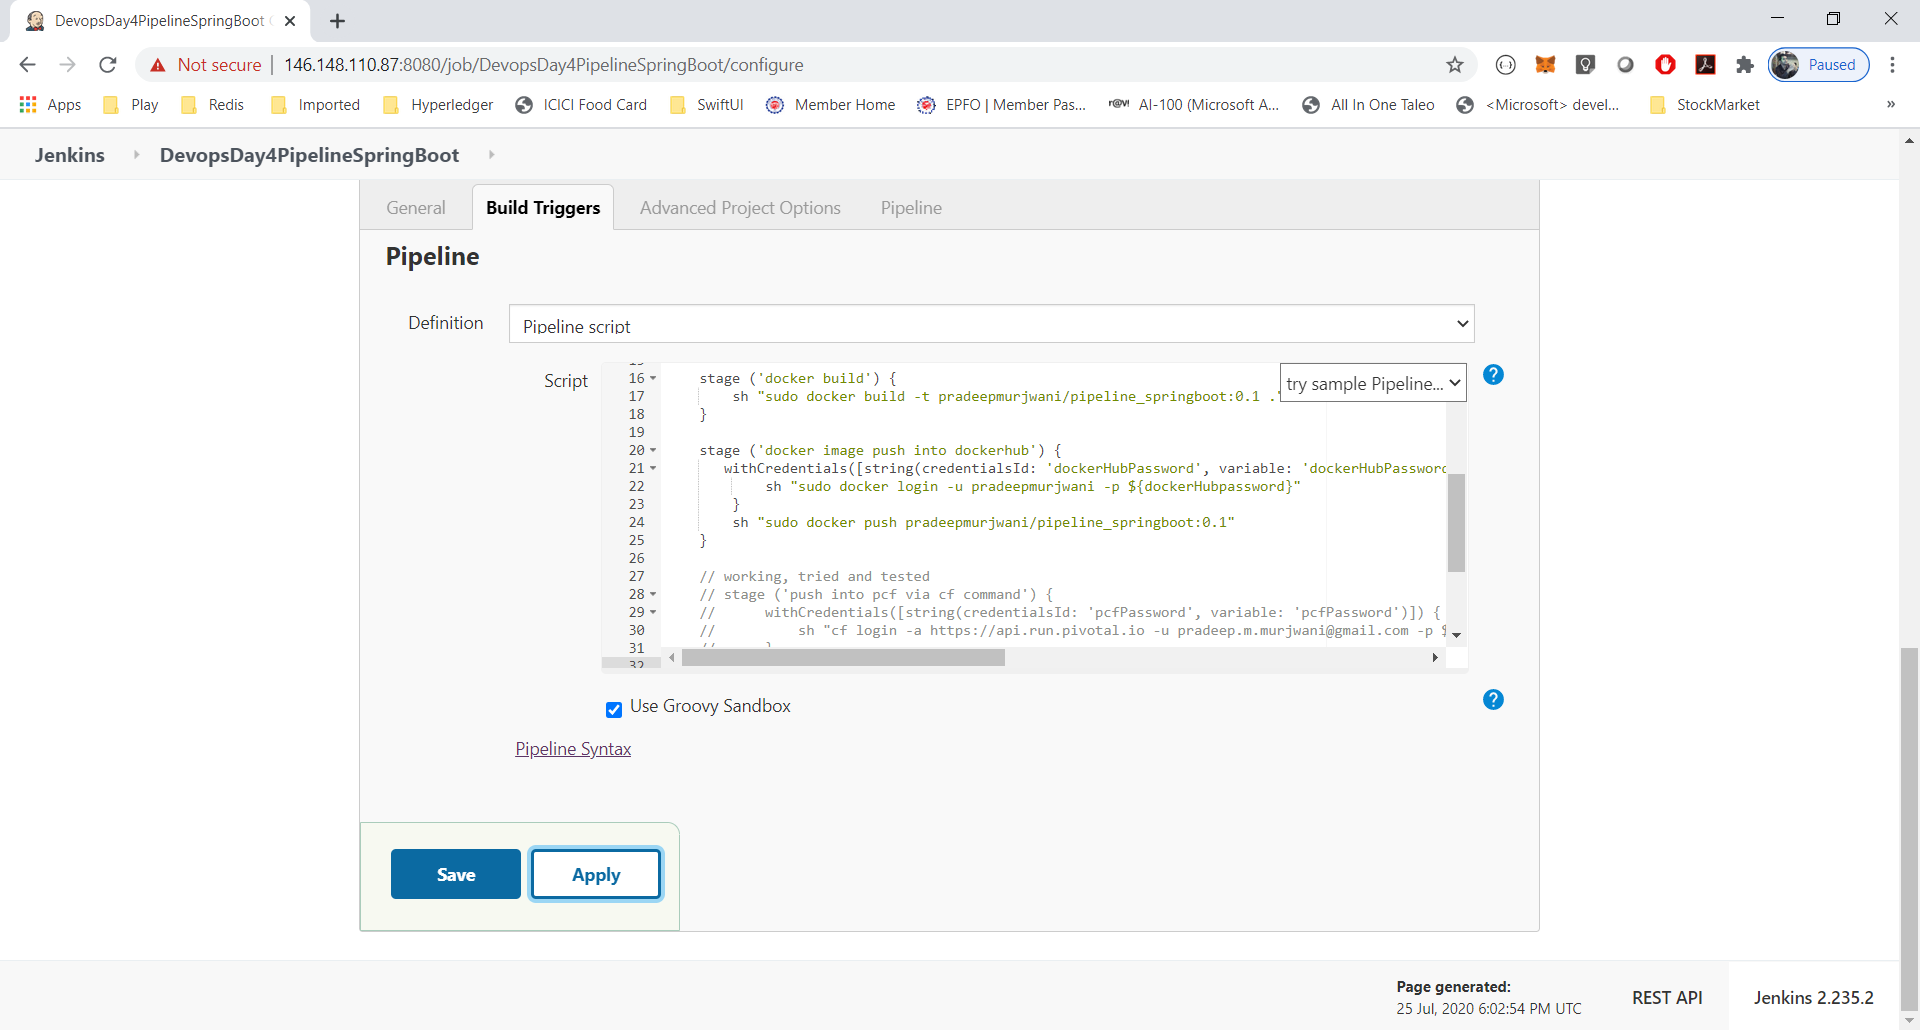 DevopsDay4PipelineSpringBoot
Not secure
146.148.110.87:8080/job/DevopsDay4PipelineSpringBoot/configure
Paused
Apps
Play
Redis
Imported
Hyperledger
ICICI Food Card
SwiftUI
Member Home
EPFO | Member Pas...
r@v!
AI-100 (Microsoft A...
All In One Taleo
<Microsoft> devel...
StockMarket
»
Jenkins
DevopsDay4PipelineSpringBoot
General
Build Triggers
Advanced Project Options
Pipeline
Pipeline
Definition
Pipeline script
Script
try sample Pipeline...
?
16 stage ('docker build') {
17 sh "sudo docker build -t pradeepmurjwani/pipeline_springboot:0.1 .
18 }
19
20 stage ('docker image push into dockerhub') {
21 withCredentials([string(credentialsId: 'dockerHubPassword', variable: 'dockerHubPassword
22 sh "sudo docker login -u pradeepmurjwani -p ${dockerHubpassword}"
23 }
24 sh "sudo docker push pradeepmurjwani/pipeline_springboot:0.1"
25 }
26
27 // working, tried and tested
28 // stage ('push into pcf via cf command') {
29 // withCredentials([string(credentialsId: 'pcfPassword', variable: 'pcfPassword')]) {
30 // sh "cf login -a https://api.run.pivotal.io -u pradeep.m.murjwani@gmail.com -p $
31 // }
32
Use Groovy Sandbox
?
Pipeline Syntax
Save
Apply
Page generated:
25 Jul, 2020 6:02:54 PM UTC
REST API
Jenkins 2.235.2